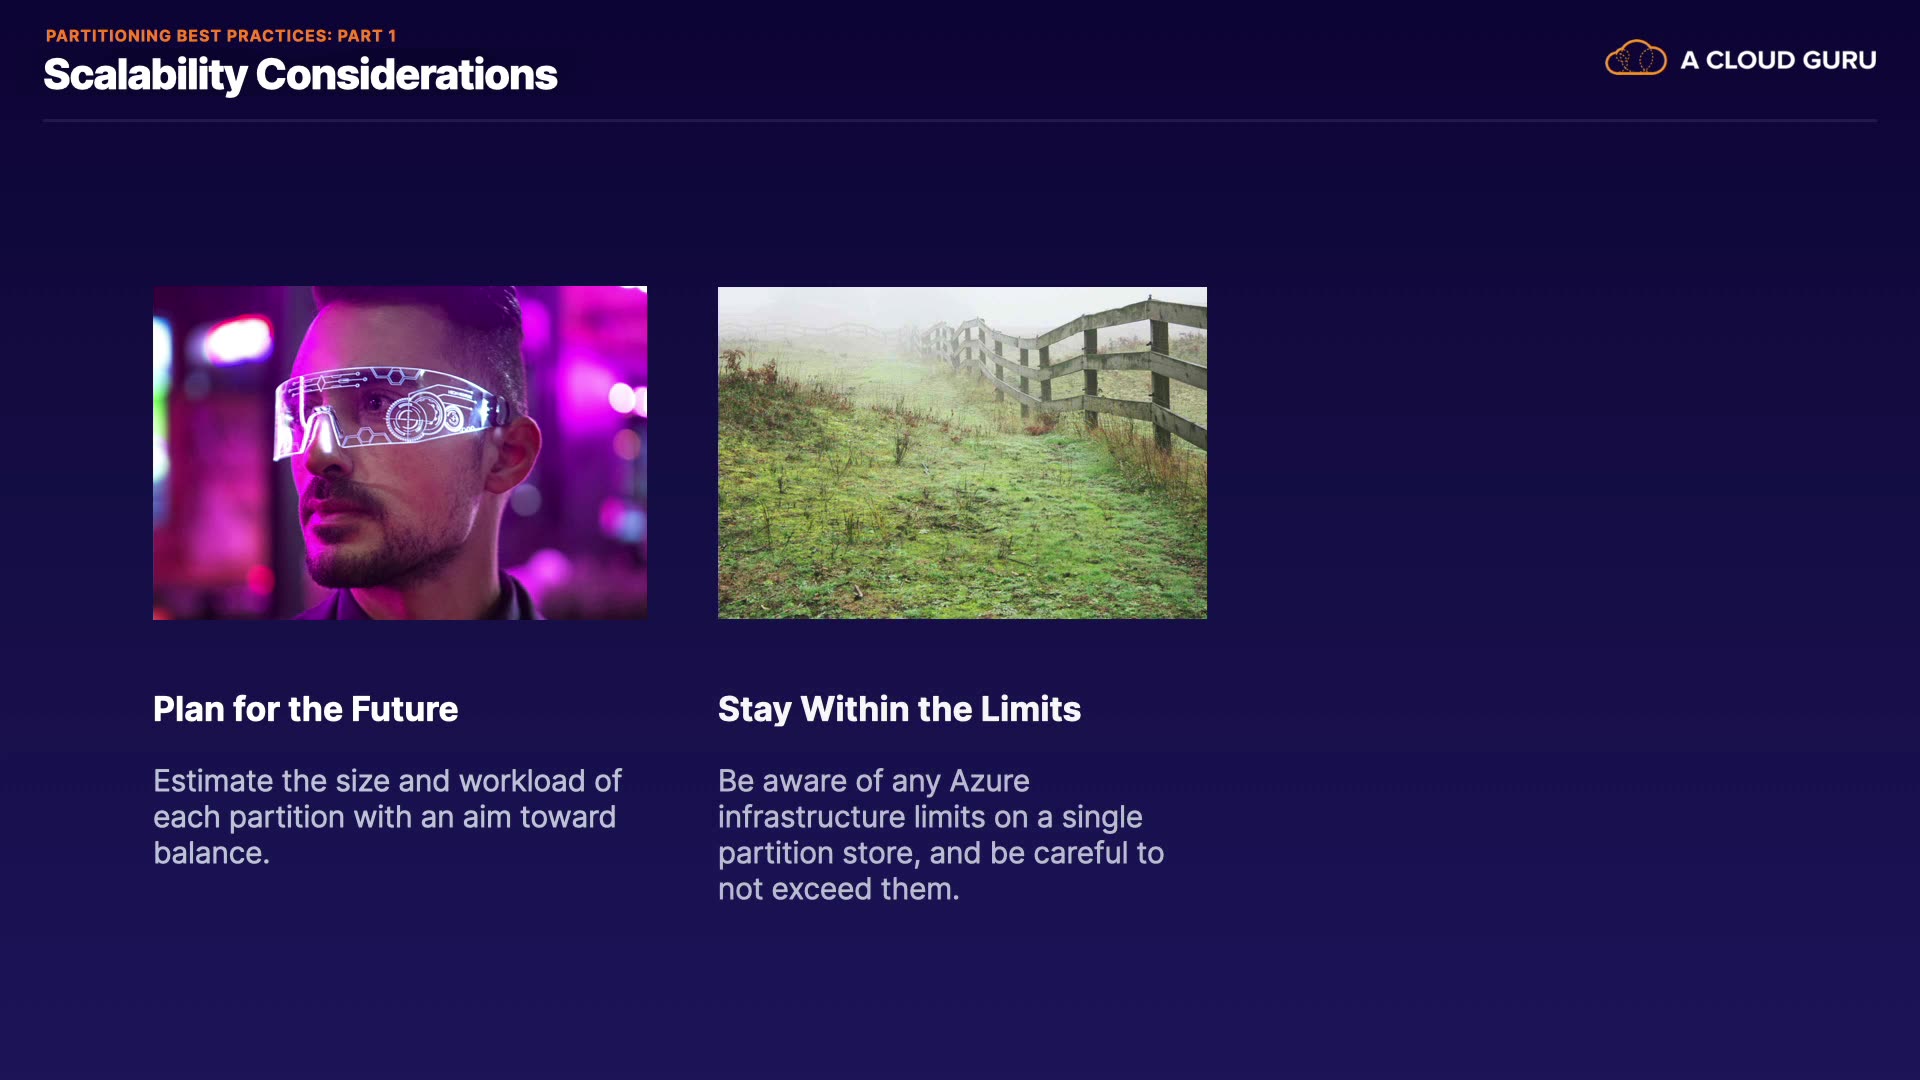 PARTITIONING BEST PRACTICES: PART 1
Scalability Considerations
A CLOUD GURU
Plan for the Future
Estimate the size and workload of
each partition with an aim toward
balance.
Stay Within the Limits
Be aware of any Azure
infrastructure limits on a single
partition store, and be careful to
not exceed them.